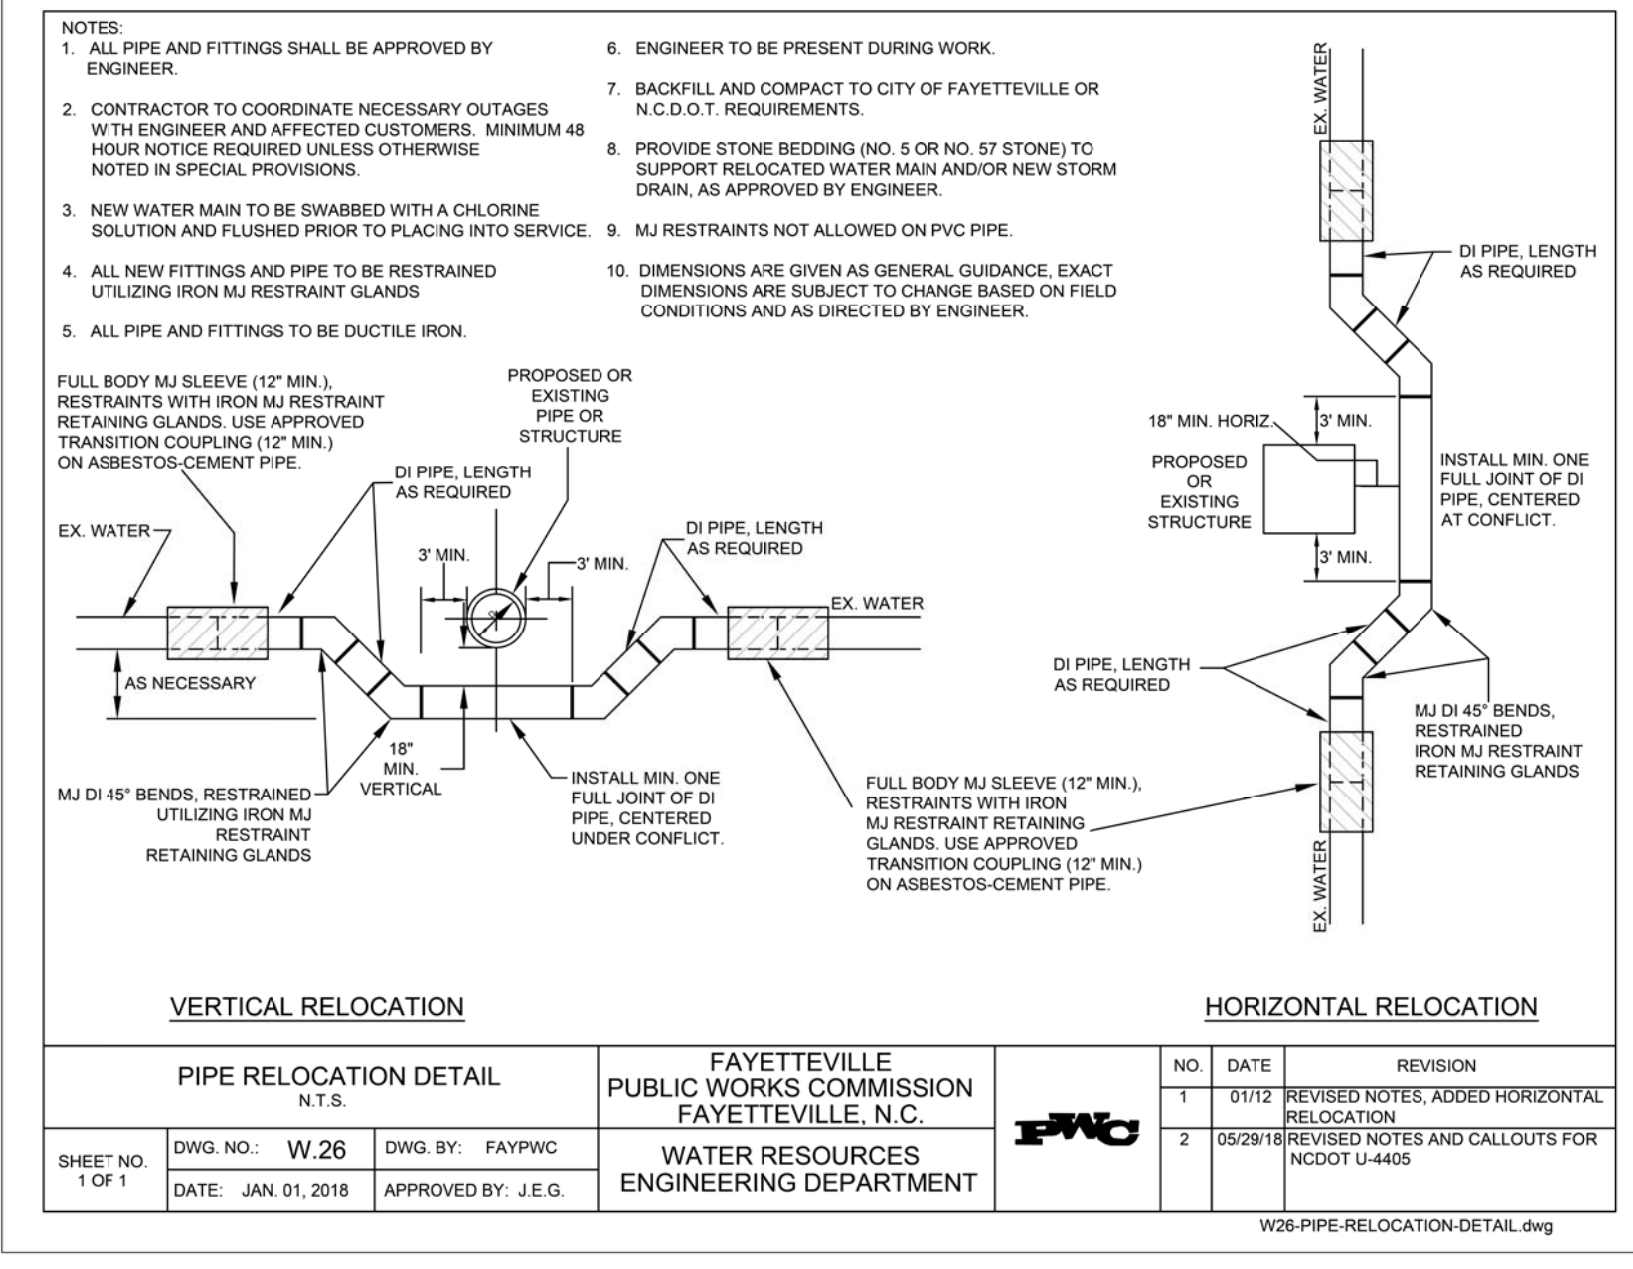 NOTES:
1. ALL PIPE AND FITTINGS SHALL BE APPROVED BY
ENGINEER.
2. CONTRACTOR TO COORDINATE NECESSARY OUTAGES
WITH ENGINEER AND AFFECTED CUSTOMERS. MINIMUM 48
HOUR NOTICE REQUIRED UNLESS OTHERWISE
NOTED IN SPECIAL PROVISIONS.
3. NEW WATER MAIN TO BE SWABBED WITH A CHLORINE
SOLUTION AND FLUSHED PRIOR TO PLACING INTO SERVICE.
4. ALL NEW FITTINGS AND PIPE TO BE RESTRAINED
UTILIZING IRON MJ RESTRAINT GLANDS
5. ALL PIPE AND FITTINGS TO BE DUCTILE IRON.
6. ENGINEER TO BE PRESENT DURING WORK.
7. BACKFILL AND COMPACT TO CITY OF FAYETTEVILLE OR
N.C.D.O.T. REQUIREMENTS.
8. PROVIDE STONE BEDDING (NO. 5 OR NO. 57 STONE) TO
SUPPORT RELOCATED WATER MAIN AND/OR NEW STORM
DRAIN, AS APPROVED BY ENGINEER.
9. MJ RESTRAINTS NOT ALLOWED ON PVC PIPE.
10. DIMENSIONS ARE GIVEN AS GENERAL GUIDANCE, EXACT
DIMENSIONS ARE SUBJECT TO CHANGE BASED ON FIELD
CONDITIONS AND AS DIRECTED BY ENGINEER.
FULL BODY MJ SLEEVE (12" MIN.),
RESTRAINTS WITH IRON MJ RESTRAINT
RETAINING GLANDS. USE APPROVED
TRANSITION COUPLING (12" MIN.)
ON ASBESTOS-CEMENT PIPE.
PROPOSED OR
EXISTING
PIPE OR
STRUCTURE
DI PIPE, LENGTH
AS REQUIRED
EX. WATER
3' MIN.
3' MIN.
DI PIPE, LENGTH
AS REQUIRED
EX. WATER
AS NECESSARY
18"
MIN.
VERTICAL
MJ DI 45° BENDS, RESTRAINED
UTILIZING IRON MJ
RESTRAINT
RETAINING GLANDS
INSTALL MIN. ONE
FULL JOINT OF DI
PIPE, CENTERED
UNDER CONFLICT.
FULL BODY MJ SLEEVE (12" MIN.),
RESTRAINTS WITH IRON
MJ RESTRAINT RETAINING
GLANDS. USE APPROVED
TRANSITION COUPLING (12" MIN.)
ON ASBESTOS-CEMENT PIPE.
EX. WATER
DI PIPE, LENGTH
AS REQUIRED
18" MIN. HORIZ.
3' MIN.
PROPOSED
OR
EXISTING
STRUCTURE
INSTALL MIN. ONE
FULL JOINT OF DI
PIPE, CENTERED
AT CONFLICT.
3' MIN.
DI PIPE, LENGTH
AS REQUIRED
MJ DI 45° BENDS,
RESTRAINED
IRON MJ RESTRAINT
RETAINING GLANDS
EX. WATER
VERTICAL RELOCATION
HORIZONTAL RELOCATION
PIPE RELOCATION DETAIL
N.T.S.
SHEET NO.
1 OF 1
DWG. NO.: W.26
DWG. BY: FAYPWC
DATE: JAN. 01, 2018
APPROVED BY: J.E.G.
FAYETTEVILLE
PUBLIC WORKS COMMISSION
FAYETTEVILLE, N.C.
WATER RESOURCES
ENGINEERING DEPARTMENT
PWC
NO. DATE REVISION
1 01/12 REVISED NOTES, ADDED HORIZONTAL
RELOCATION
2 05/29/18 REVISED NOTES AND CALLOUTS FOR
NCDOT U-4405
W26-PIPE-RELOCATION-DETAIL.dwg